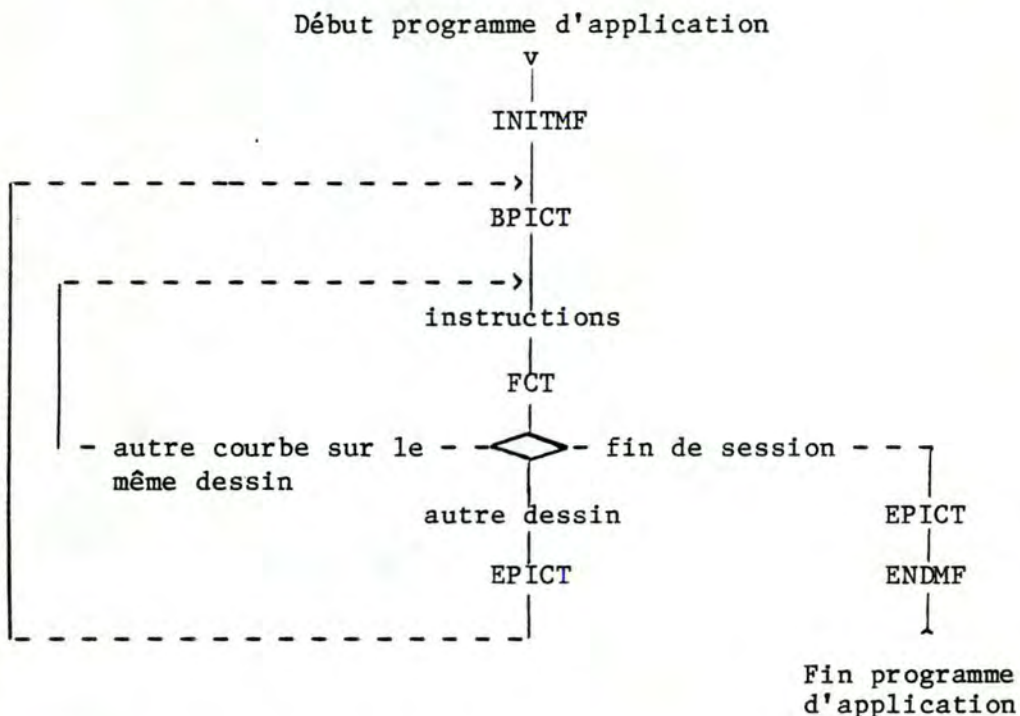 Début programme d'application
INITMF
BPICT
instructions
FCT
autre courbe sur le
même dessin
fin de session
autre dessin
EPICT
EPICT
ENDMF
Fin programme
d'application